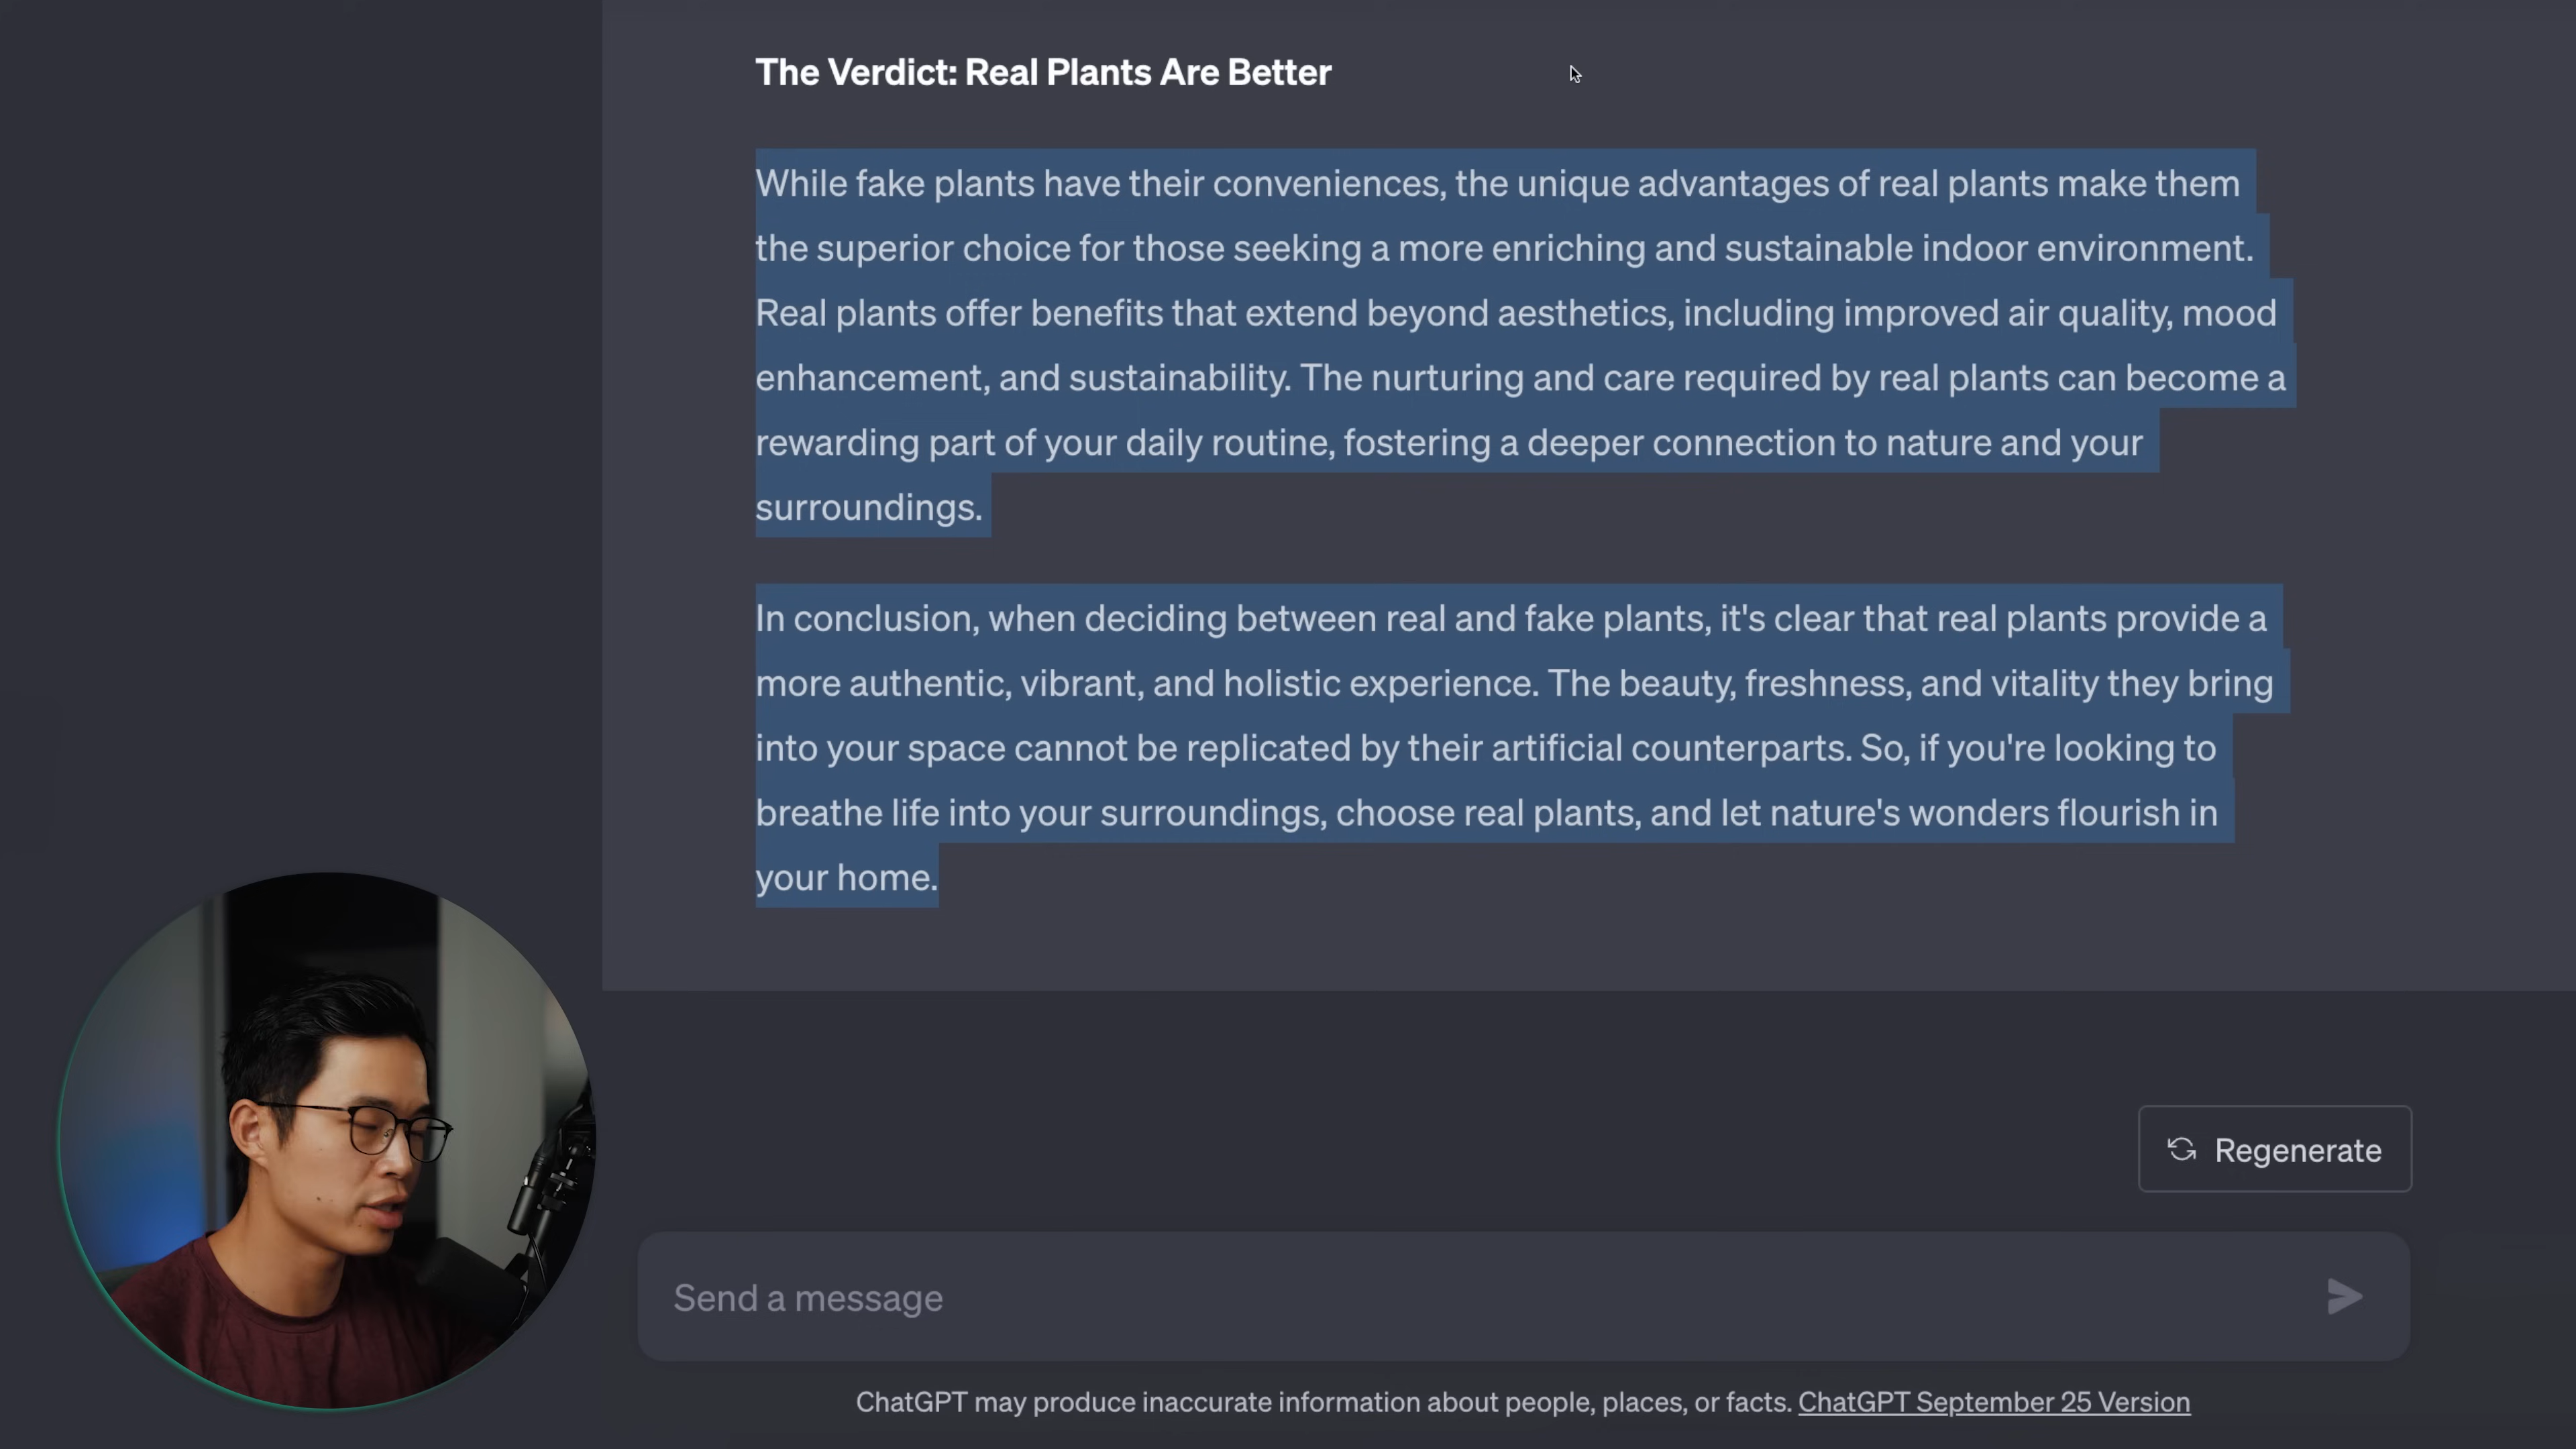 The Verdict: Real Plants Are Better
While fake plants have their conveniences, the unique advantages of real plants make them
the superior choice for those seeking a more enriching and sustainable indoor environment.
Real plants offer benefits that extend beyond aesthetics, including improved air quality, mood
enhancement, and sustainability. The nurturing and care required by real plants can become a
rewarding part of your daily routine, fostering a deeper connection to nature and your
surroundings.
In conclusion, when deciding between real and fake plants, it's clear that real plants provide a
more authentic, vibrant, and holistic experience. The beauty, freshness, and vitality they bring
into your space cannot be replicated by their artificial counterparts. So, if you're looking to
breathe life into your surroundings, choose real plants, and let nature's wonders flourish in
your home.
Regenerate
Send a message
ChatGPT may produce inaccurate information about people, places, or facts. ChatGPT September 25 Version